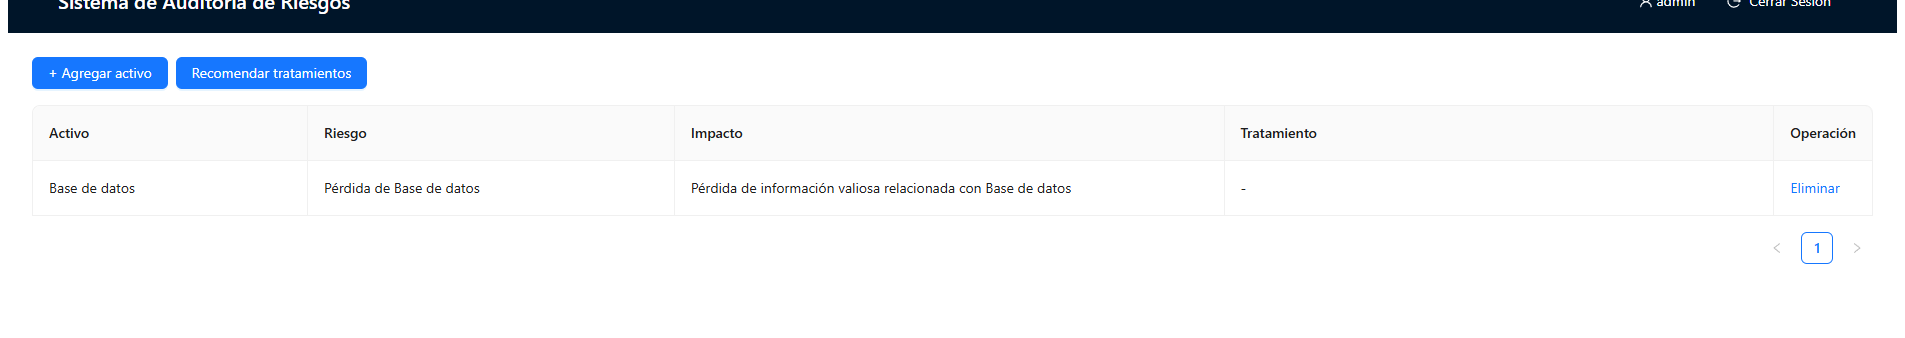 Sistema de Auditoría de Riesgos
admin
Cerrar Sesión
+ Agregar activo
Recomendar tratamientos
Activo
Riesgo
Impacto
Tratamiento
Operación
Base de datos
Pérdida de Base de datos
Pérdida de información valiosa relacionada con Base de datos
-
Eliminar
< 1 >